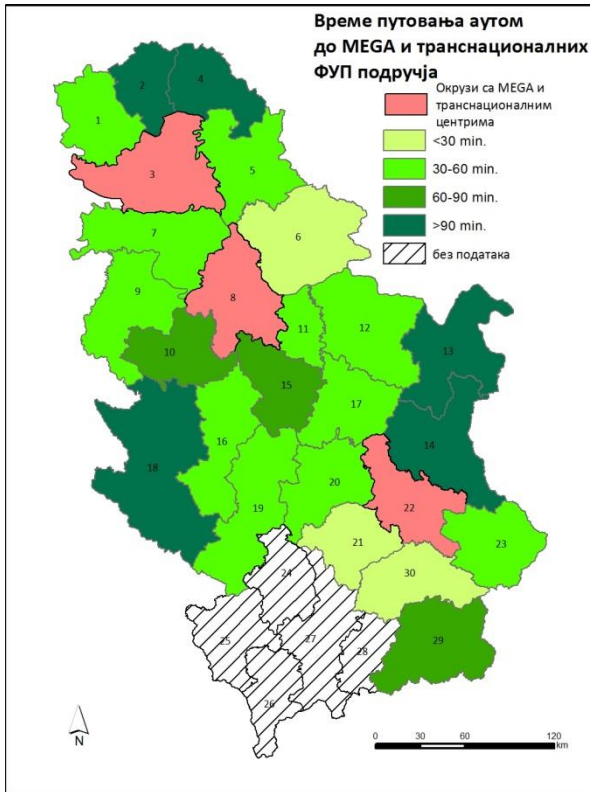 Време путовања аутом
до MEGA и транснационалних
ФУП подручја
Окрузи са MEGA и
транснационалним
центрима
<30 min.
30-60 min.
60-90 min.
>90 min.
без података
1
2
4
3
5
6
7
8
9
10
11
12
13
14
15
16
17
18
19
20
21
22
23
24
25
26
27
28
29
30
N
0 30 60 120
km